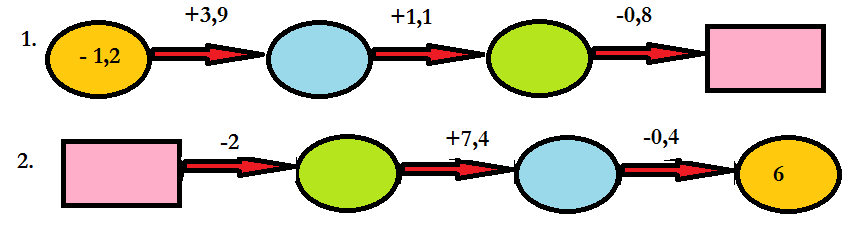 +3,9 +1,1 -0,8
1. - 1,2
2. -2 +7,4 -0,4
6